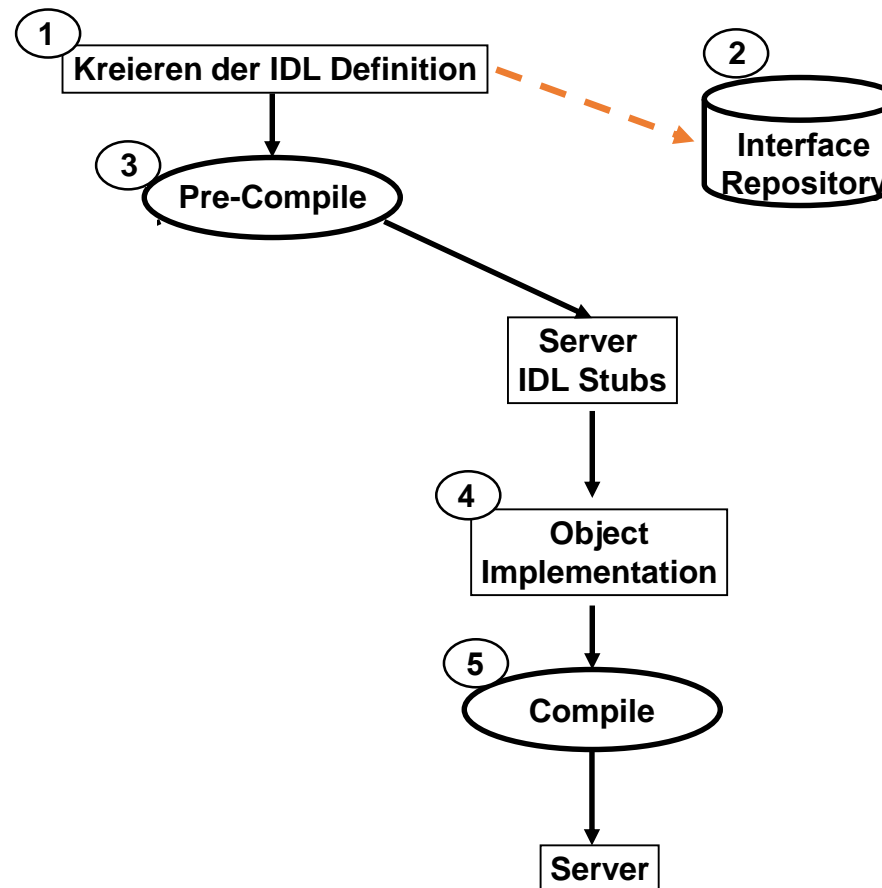 1
Kreieren der IDL Definition
2
Interface
Repository
3
Pre-Compile
Server
IDL Stubs
4
Object
Implementation
5
Compile
Server